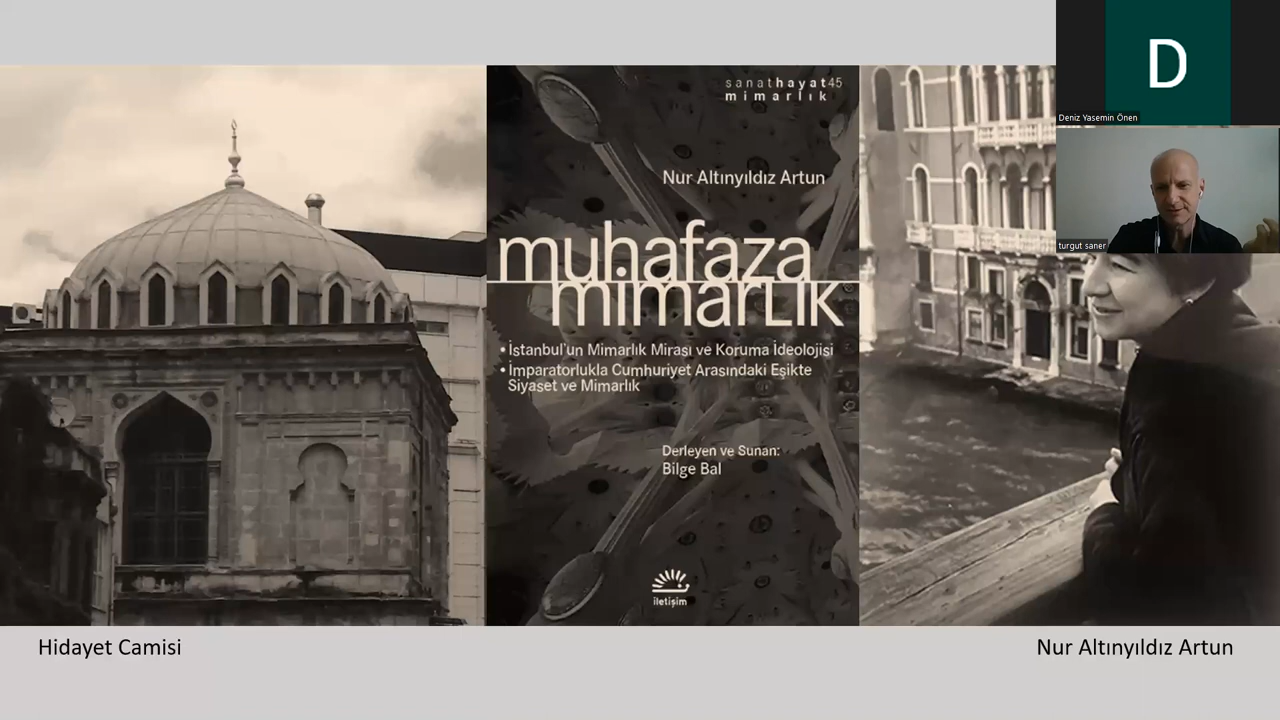 D
Deniz Yasemin Önen
turgut saner
sanathayat45
mimarlık
Nur Altınyıldız Artun
muhafaza
mimarlık
• İstanbul'un Mimarlık Mirası ve Koruma İdeolojisi
• İmparatorlukla Cumhuriyet Arasındaki Eşikte
Siyaset ve Mimarlık
Derleyen ve Sunan:
Bilge Bal
iletişim
Hidayet Camisi
Nur Altınyıldız Artun